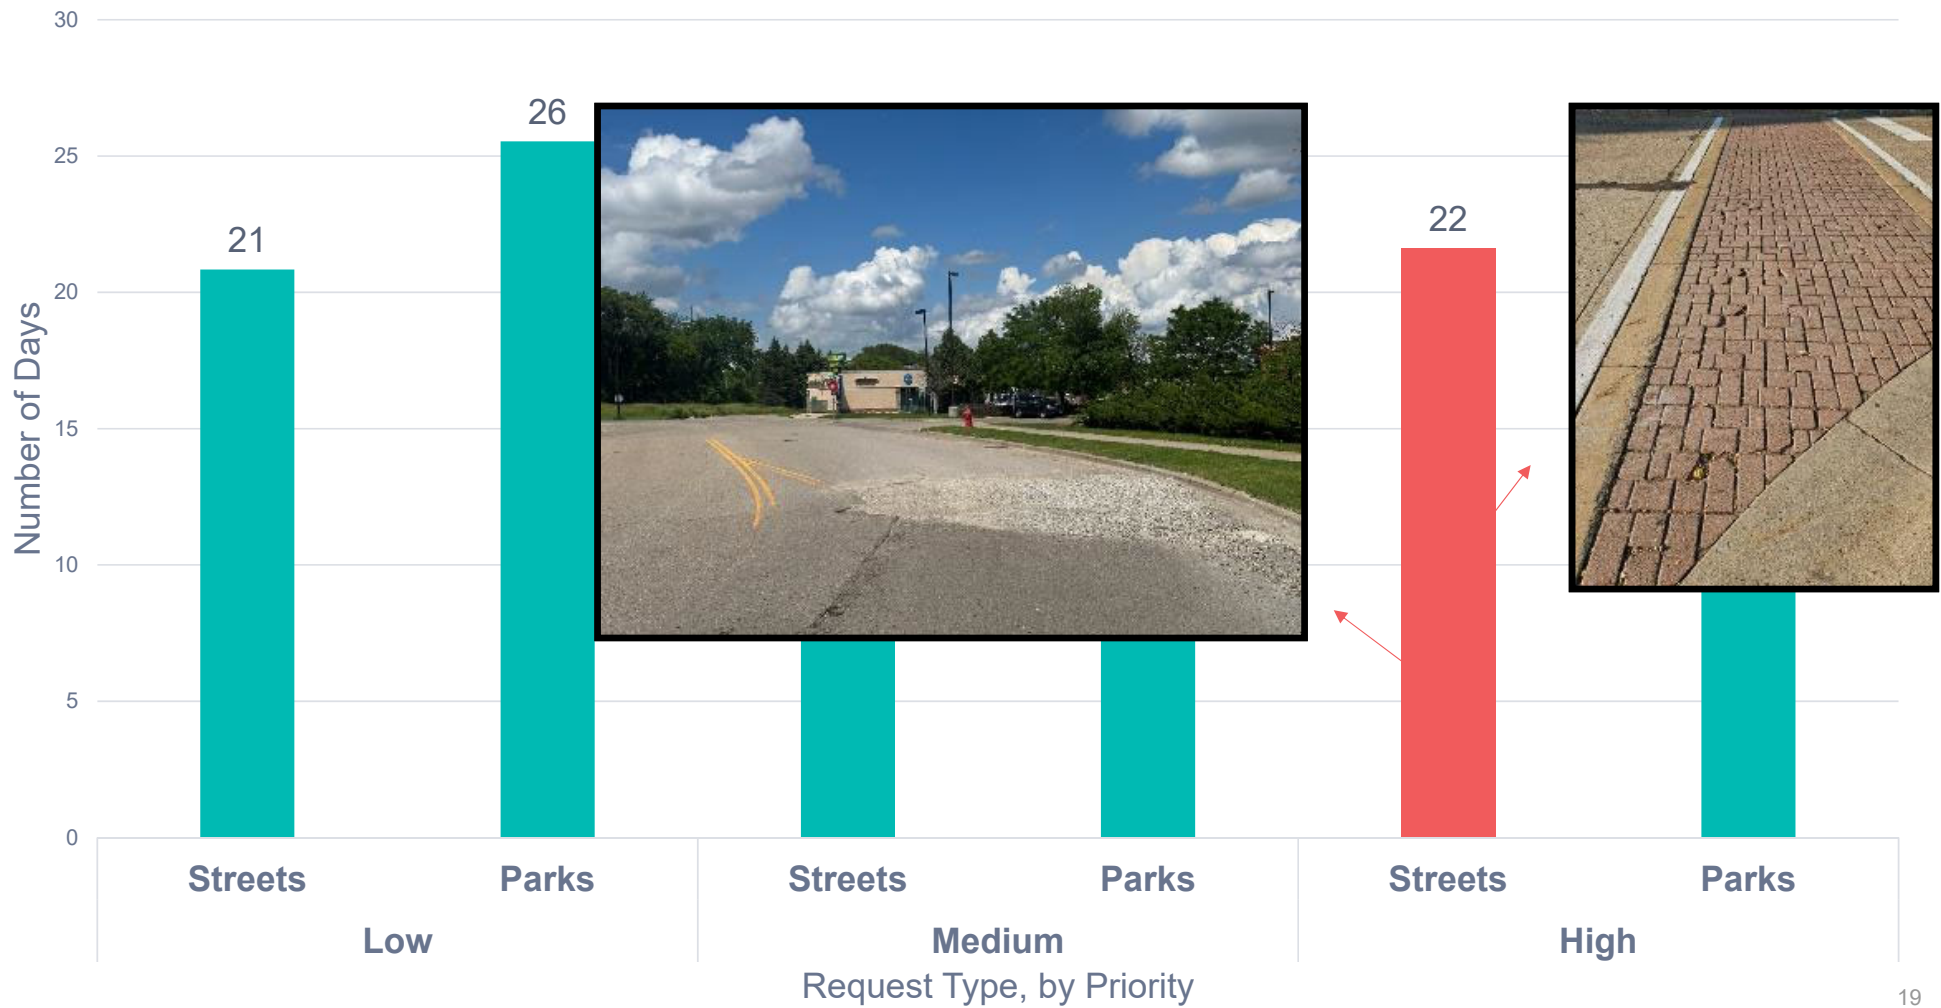 30
25
20
15
10
5
0
Number of Days
21
26
22
Streets
Parks
Streets
Parks
Streets
Parks
Low
Medium
High
Request Type, by Priority
19